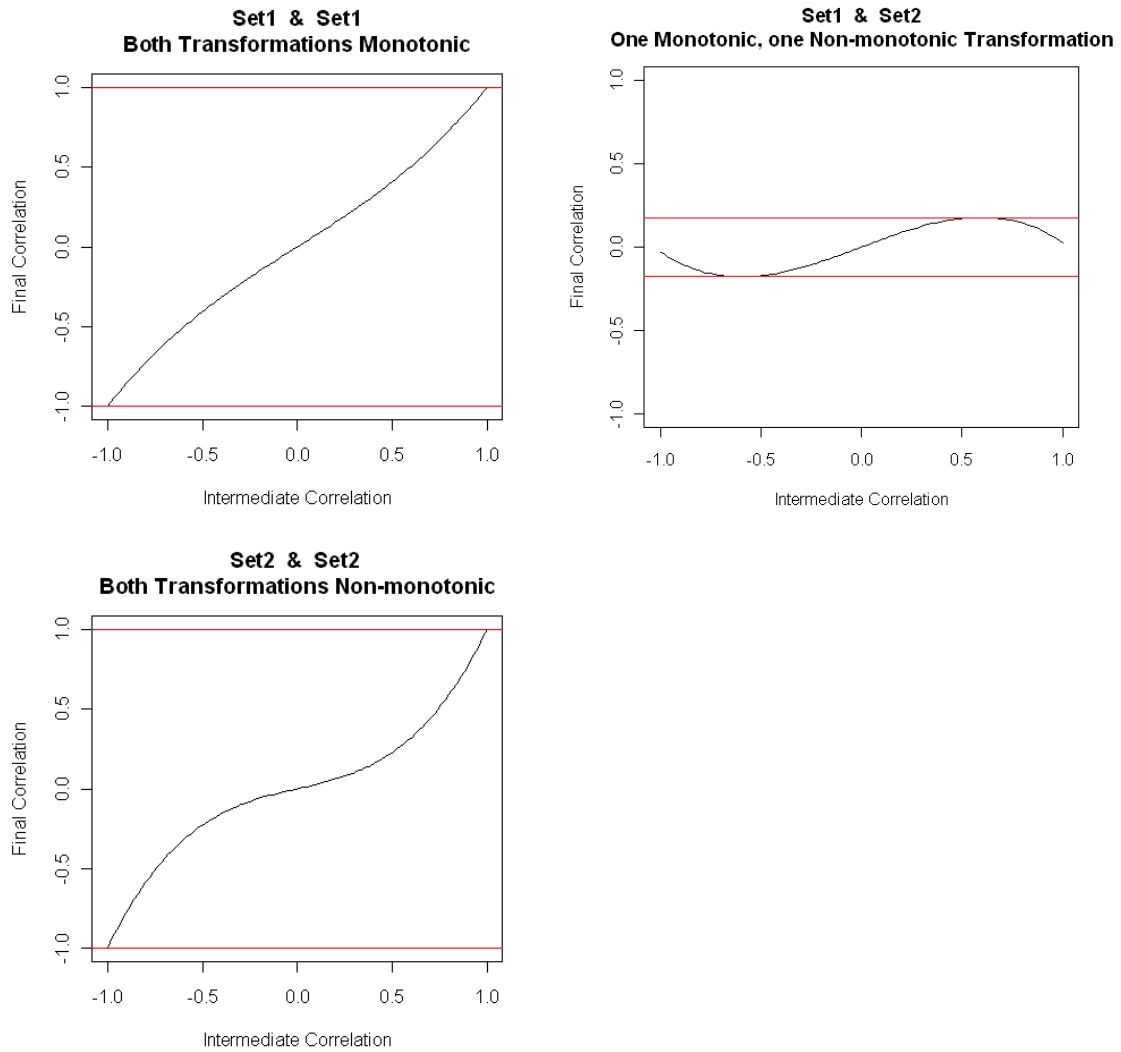 Set1 & Set1
Both Transformations Monotonic
Final Correlation
1.0
0.5
0.0
-0.5
-1.0
-1.0 -0.5 0.0 0.5 1.0
Intermediate Correlation
Set1 & Set2
One Monotonic, one Non-monotonic Transformation
Final Correlation
1.0
0.5
0.0
-0.5
-1.0
-1.0 -0.5 0.0 0.5 1.0
Intermediate Correlation
Set2 & Set2
Both Transformations Non-monotonic
Final Correlation
1.0
0.5
0.0
-0.5
-1.0
-1.0 -0.5 0.0 0.5 1.0
Intermediate Correlation